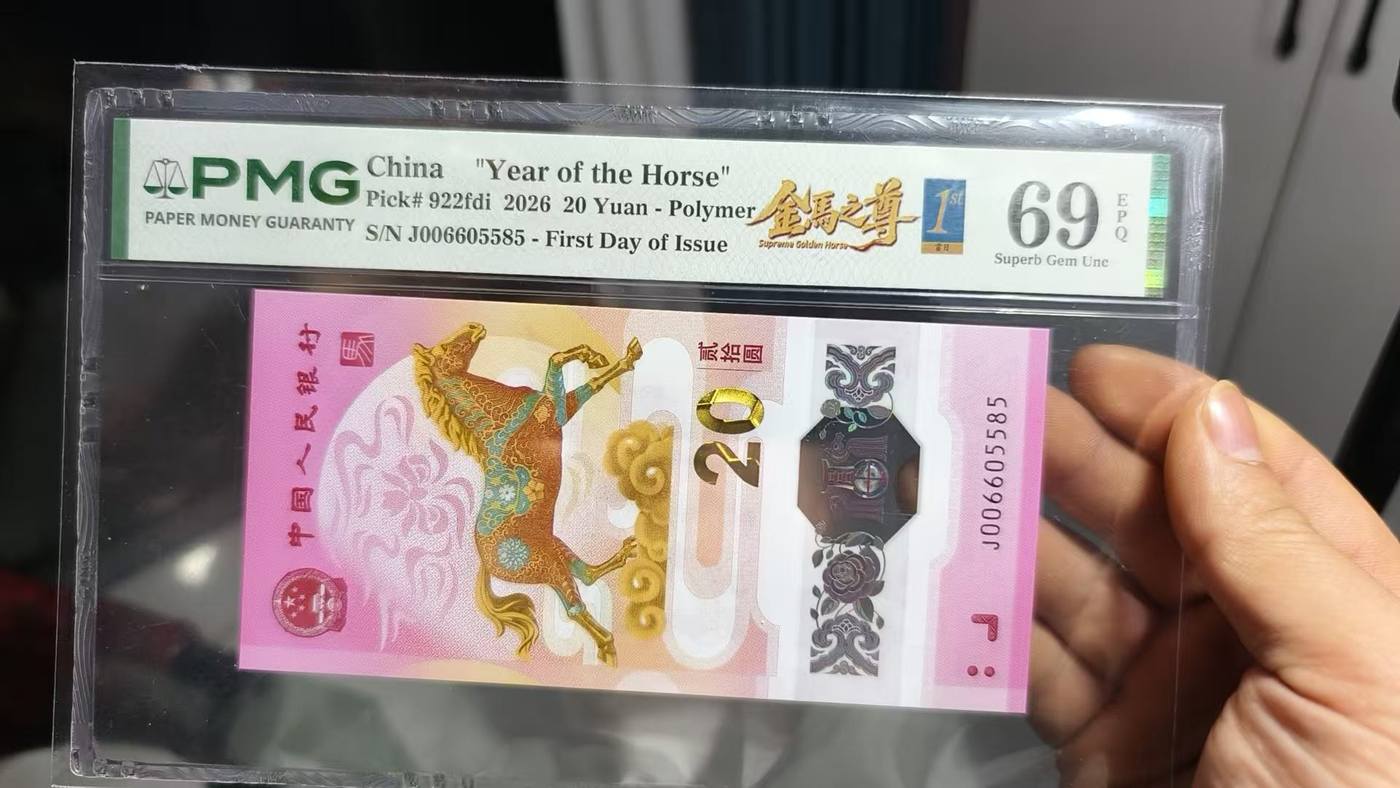 PMG
PAPER MONEY GUARANTY
China "Year of the Horse"
Pick# 922fdi 2026 20 Yuan - Polymer
S/N J006605585 - First Day of Issue
金馬之尊
Supreme Golden Horse
1st
首日
69
EPQ
Superb Gem Unc
中国人民银行
贰拾圆
20
J006605585